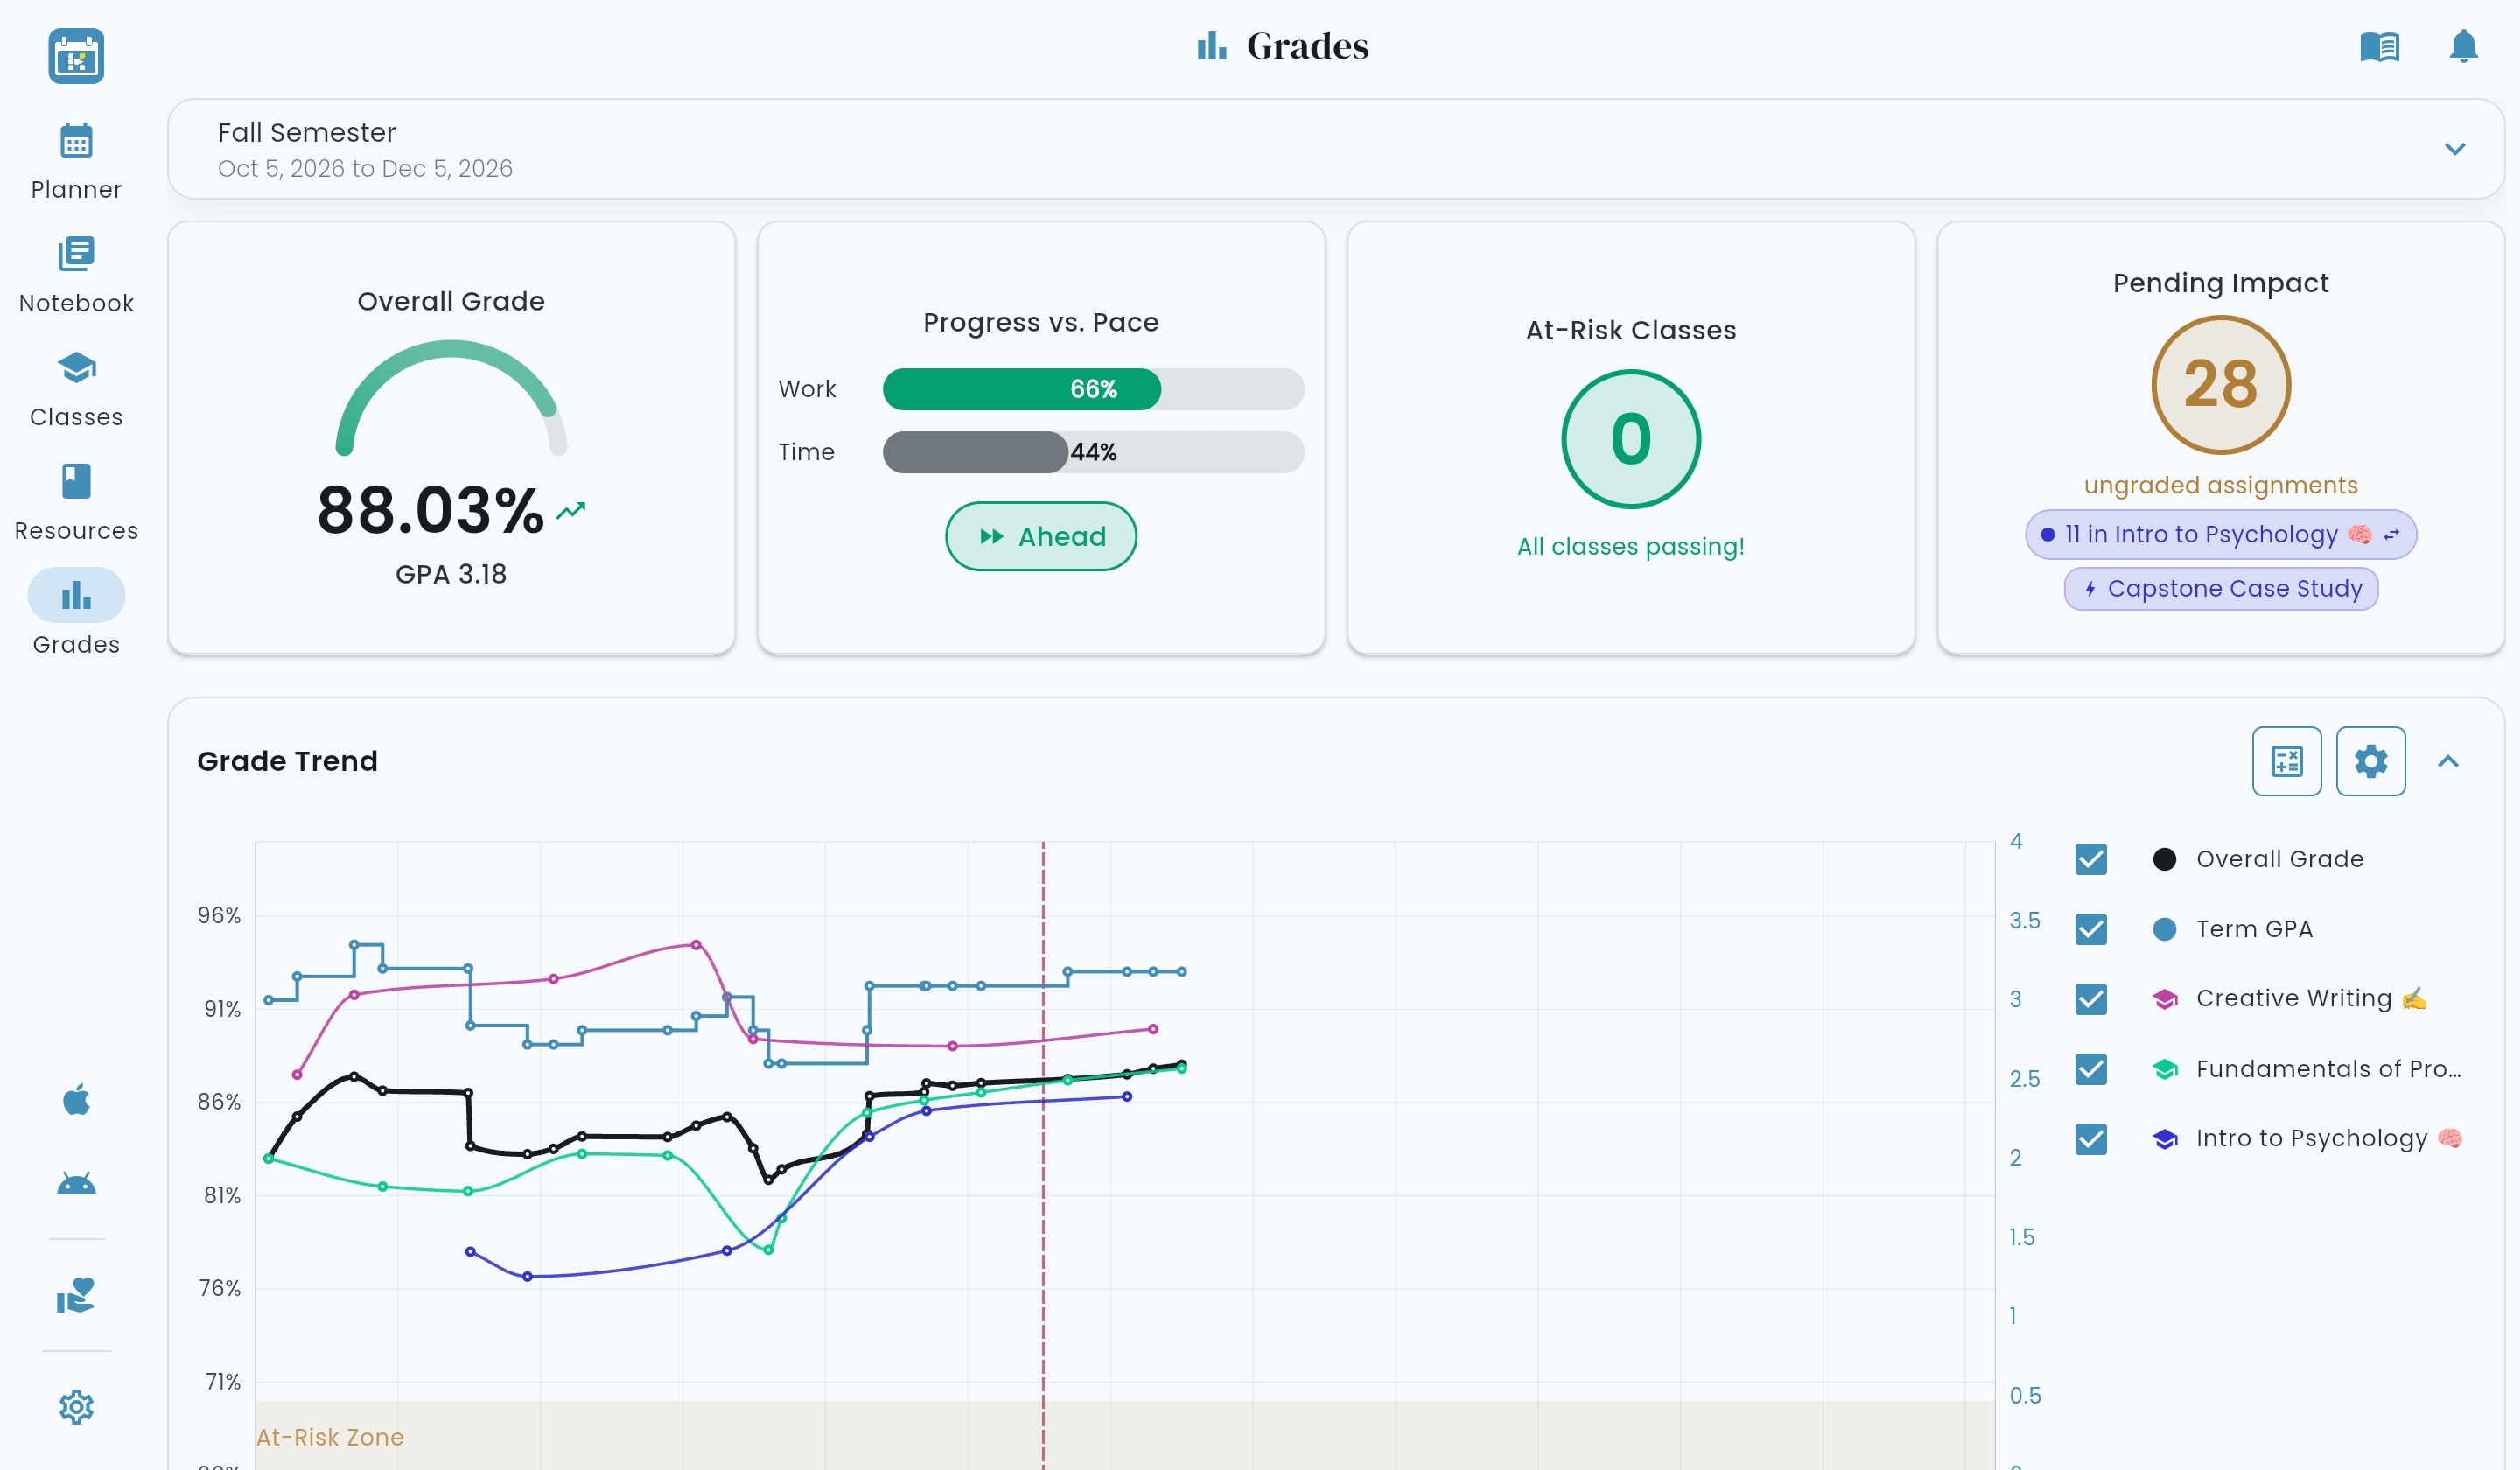 Grades
Planner
Notebook
Classes
Resources
Grades
Fall Semester
Oct 5, 2026 to Dec 5, 2026
Overall Grade
88.03%
GPA 3.18
Progress vs. Pace
Work 66%
Time 44%
Ahead
At-Risk Classes
0
All classes passing!
Pending Impact
28
ungraded assignments
11 in Intro to Psychology 🧠
Capstone Case Study
Grade Trend
96%
91%
86%
81%
76%
71%
At-Risk Zone
4
3.5
3
2.5
2
1.5
1
0.5
Overall Grade
Term GPA
Creative Writing ✍️
Fundamentals of Pro...
Intro to Psychology 🧠